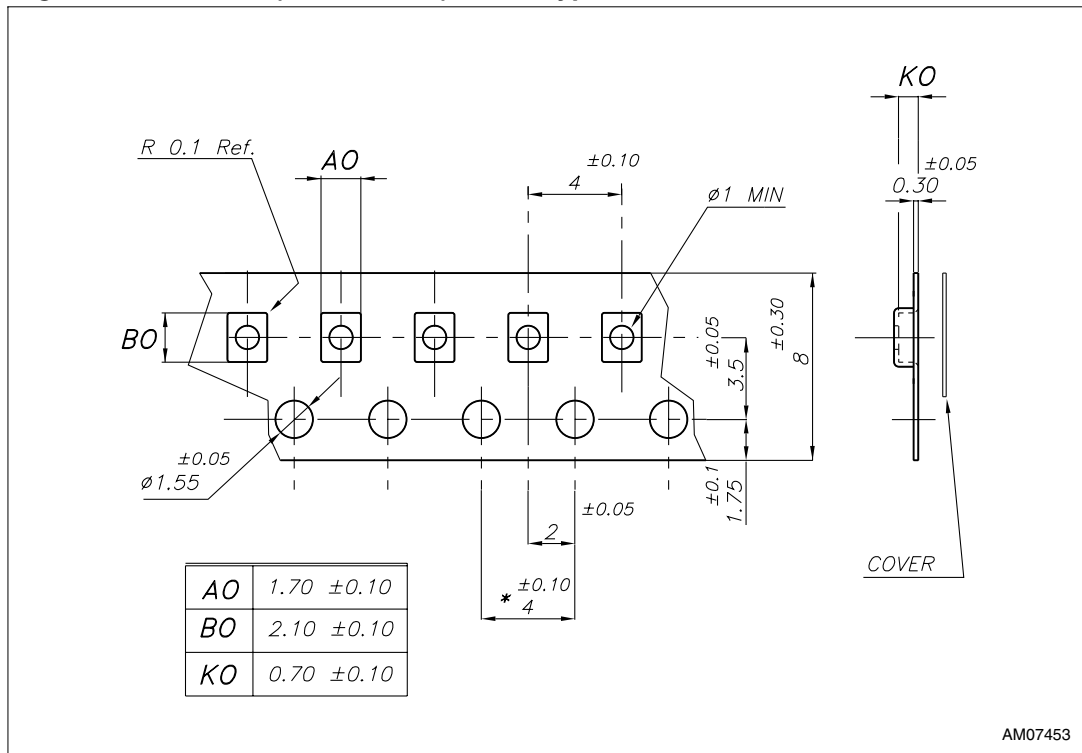 KO
R 0.1 Ref.
AO
±0.10
4
±0.05
0.30
ø1 MIN
BO
±0.05
3.5
±0.30
8
±0.05
ø1.55
±0.1
1.75
±0.05
2
±0.10
* 4
COVER
AO 1.70 ±0.10
BO 2.10 ±0.10
KO 0.70 ±0.10
AM07453